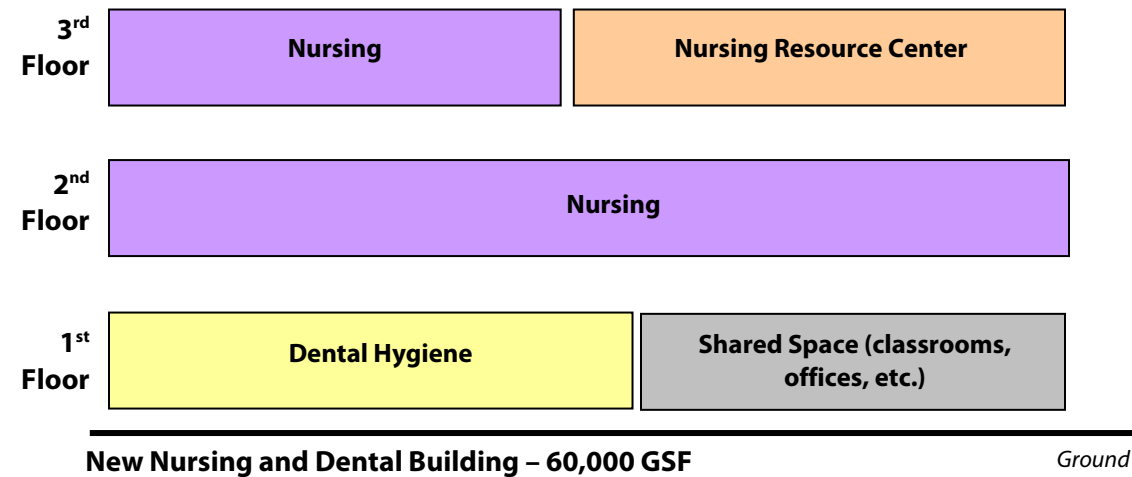 3rd
Floor
Nursing
Nursing Resource Center
2nd
Floor
Nursing
1st
Floor
Dental Hygiene
Shared Space (classrooms,
offices, etc.)
New Nursing and Dental Building – 60,000 GSF
Ground